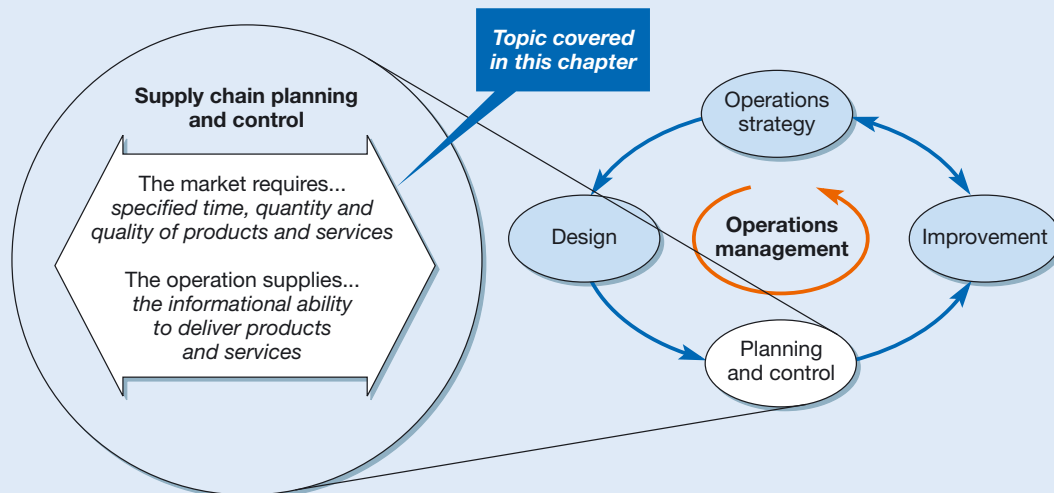 Topic covered
in this chapter
Supply chain planning
and control
The market requires...
specified time, quantity and
quality of products and services
The operation supplies...
the informational ability
to deliver products
and services
Operations
strategy
Design
Operations
management
Improvement
Planning
and control